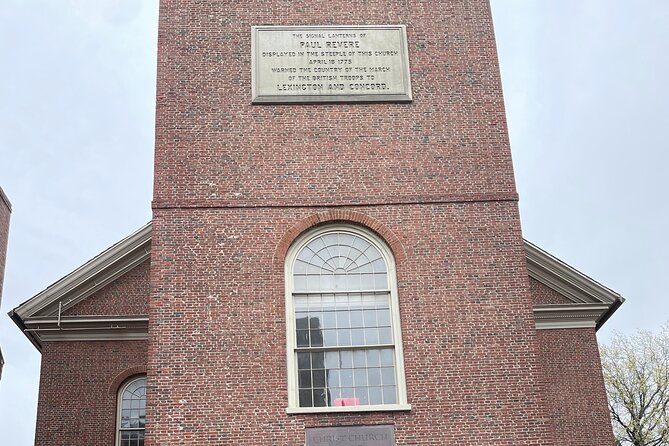 THE SIGNAL LANTERNS OF
PAUL REVERE
DISPLAYED IN THE STEEPLE OF THIS CHURCH
APRIL 18 1775
WARNED THE COUNTRY OF THE MARCH
OF THE BRITISH TROOPS TO
LEXINGTON AND CONCORD.
CHRIST CHURCH